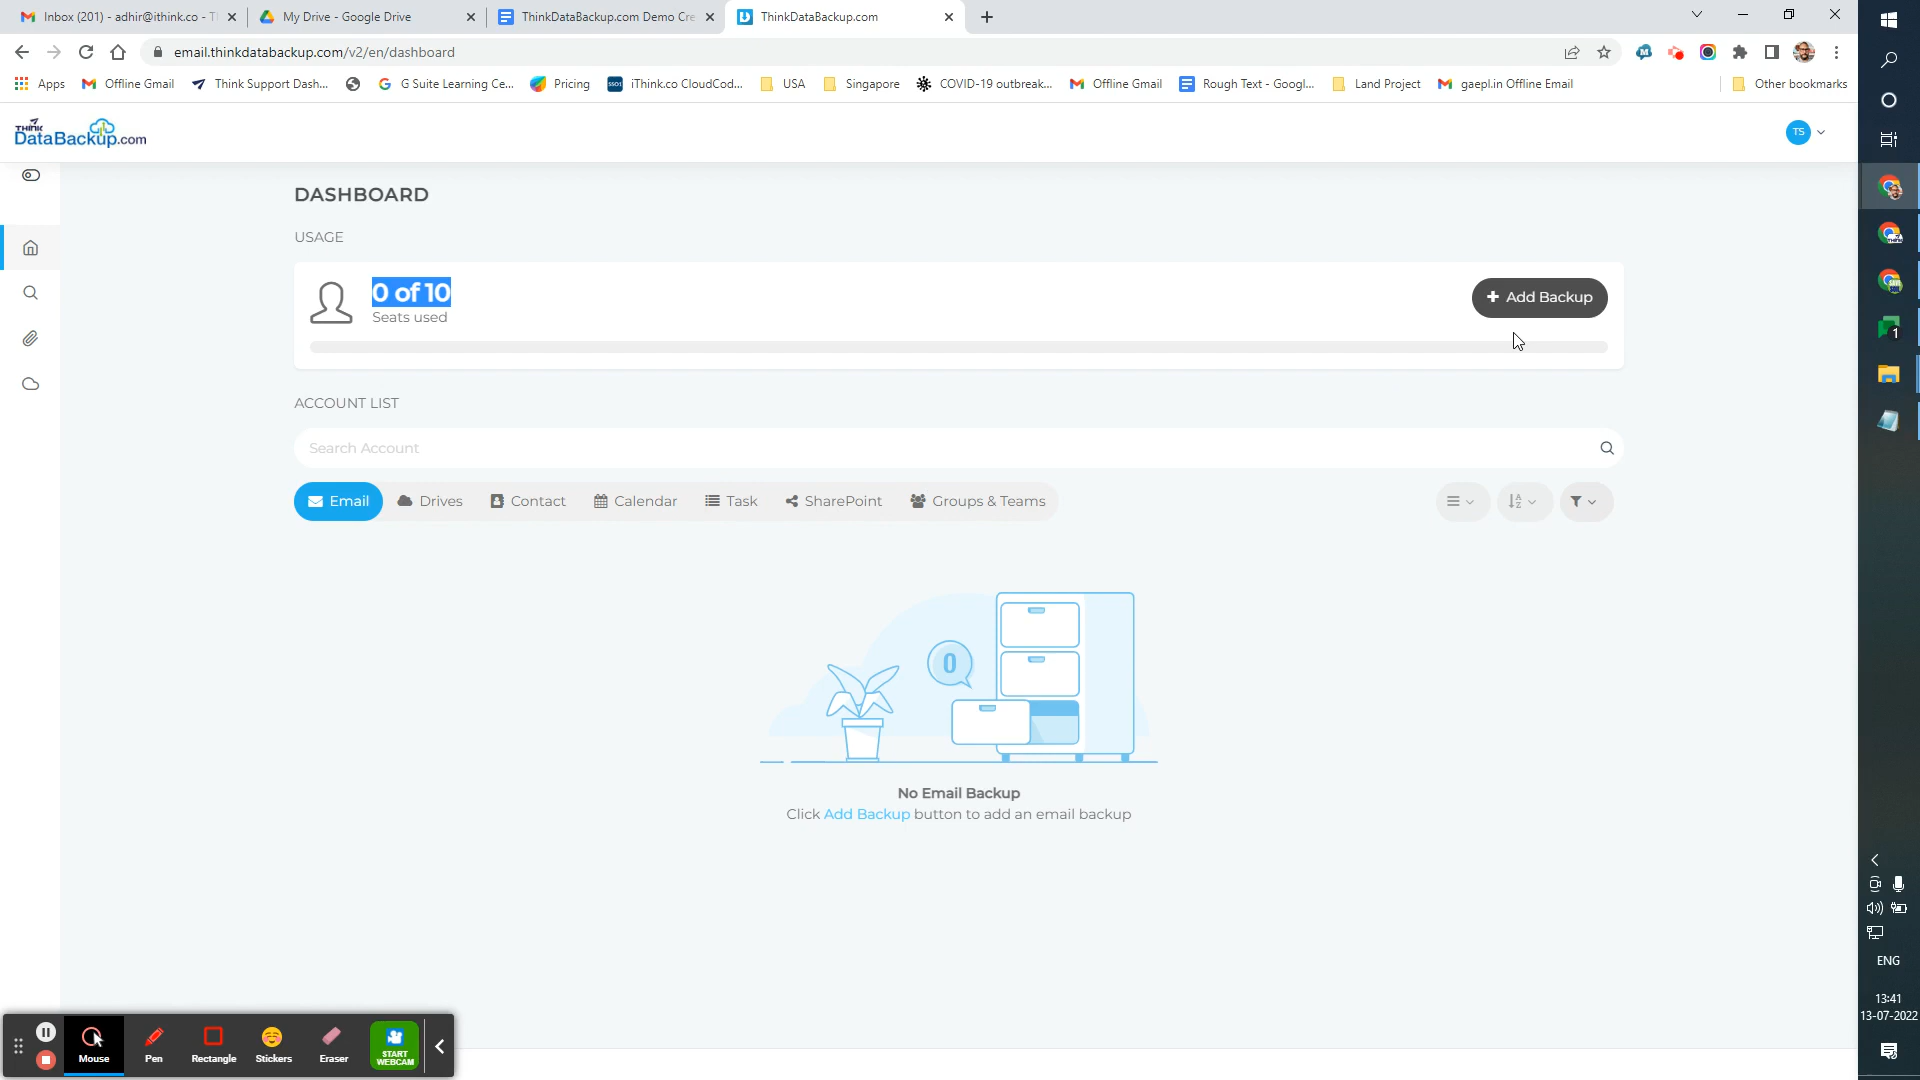 Inbox (201) - adhir@ithink.co - T
My Drive - Google Drive
ThinkDataBackup.com Demo Cre
ThinkDataBackup.com
email.thinkdatabackup.com/v2/en/dashboard
Apps
Offline Gmail
Think Support Dash...
G Suite Learning Ce...
Pricing
iThink.co CloudCod...
USA
Singapore
COVID-19 outbreak...
Offline Gmail
Rough Text - Googl...
Land Project
gaepl.in Offline Email
Other bookmarks
THINK
DataBackup.com
TS
DASHBOARD
USAGE
0 of 10
Seats used
+ Add Backup
ACCOUNT LIST
Search Account
Email
Drives
Contact
Calendar
Task
SharePoint
Groups & Teams
0
No Email Backup
Click Add Backup button to add an email backup
Mouse
Pen
Rectangle
Stickers
Eraser
START
WEBCAM
1
ENG
13:41
13-07-2022